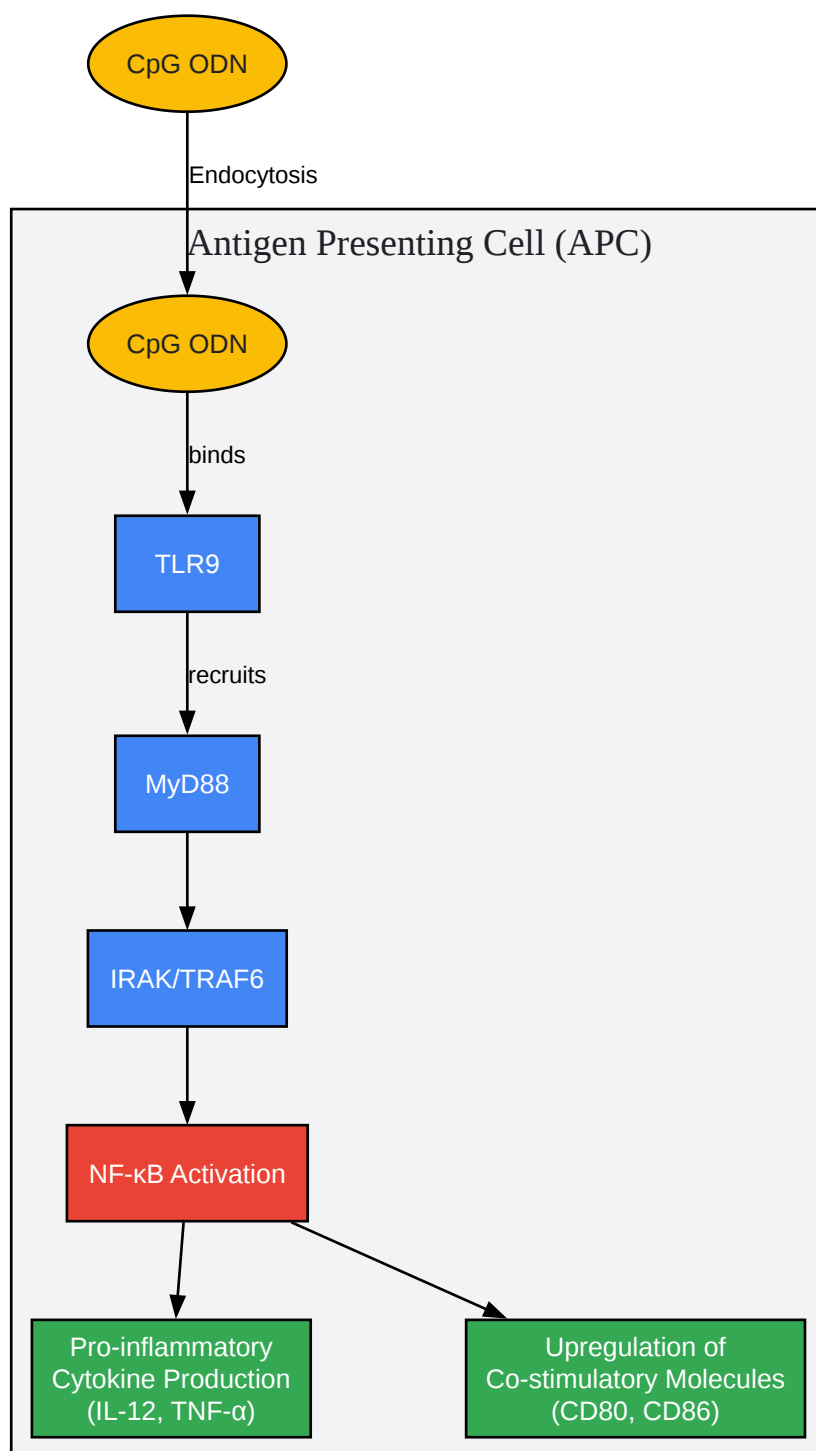 CpG ODN
Endocytosis
Antigen Presenting Cell (APC)
CpG ODN
binds
TLR9
recruits
MyD88
IRAK/TRAF6
NF-κB Activation
Pro-inflammatory
Cytokine Production
(IL-12, TNF-α)
Upregulation of
Co-stimulatory Molecules
(CD80, CD86)